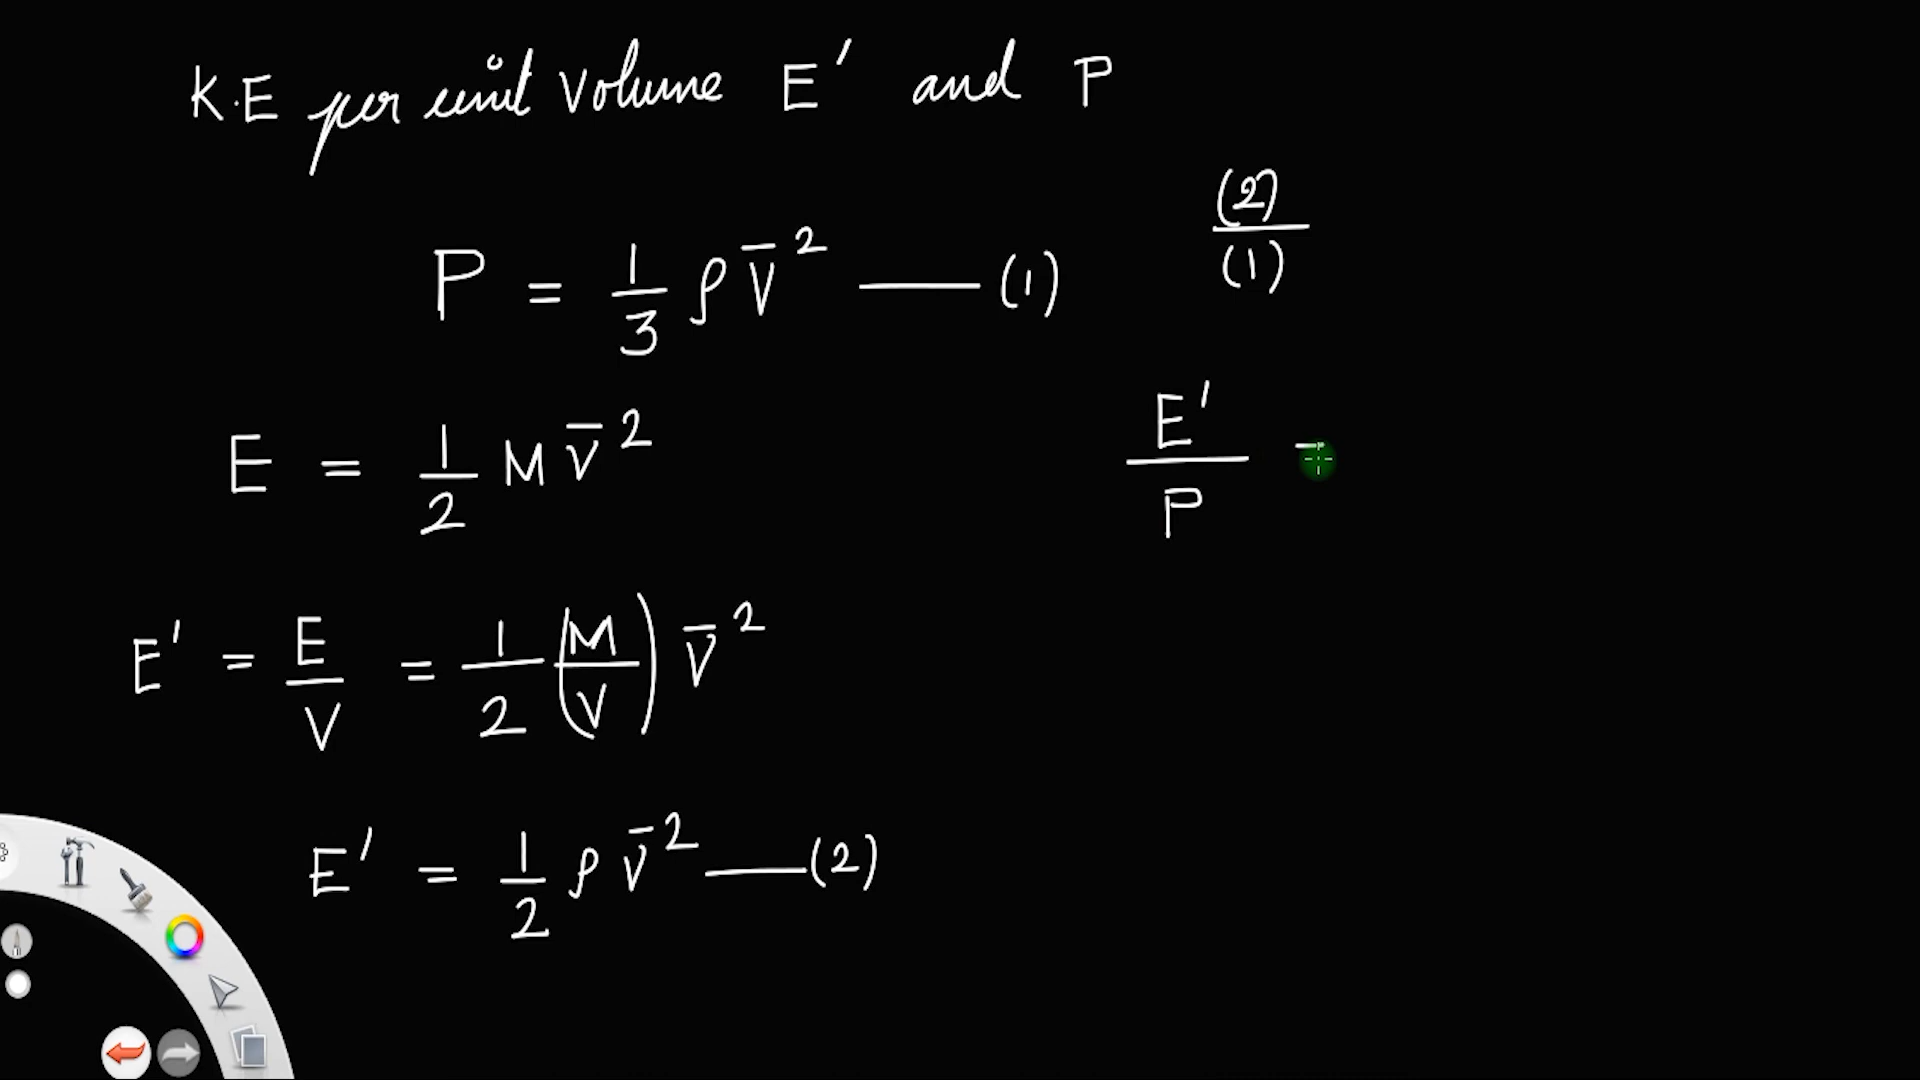 K.E per unit volume E' and P
P = 1/3 ρ V̄² —— (1)
E = 1/2 M V̄²
E' = E/V = 1/2 (M/V) V̄²
E' = 1/2 ρ V̄² —— (2)
(2)/(1)
E'/P =